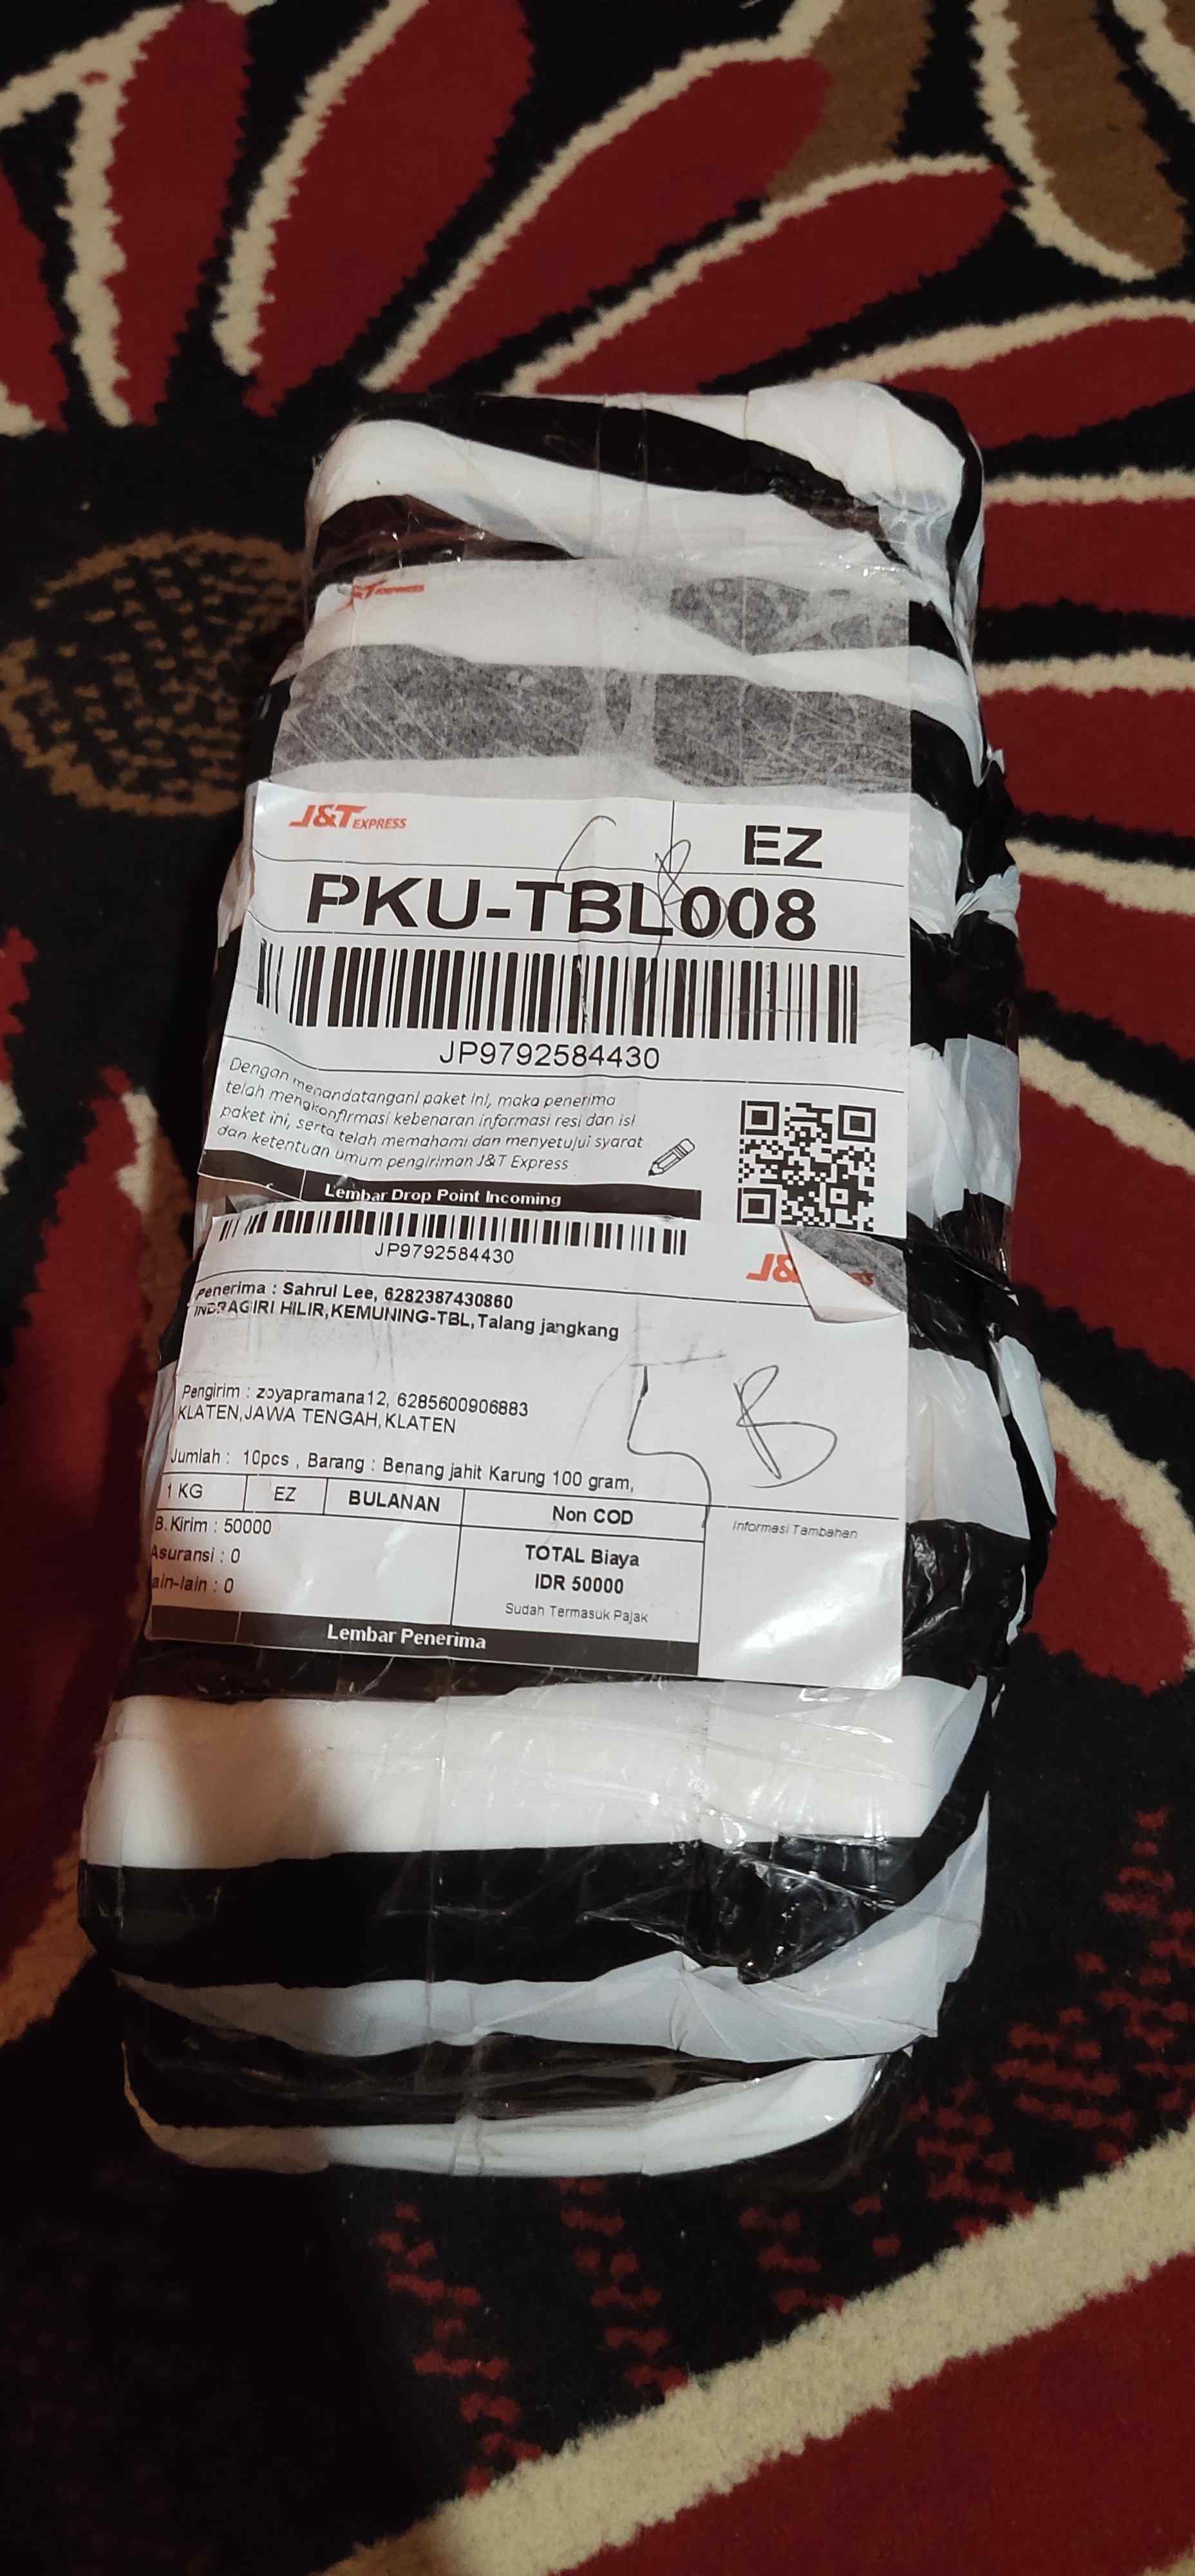 J&T EXPRESS
J&T EXPRESS
EZ
PKU-TBL008
JP9792584430
Dengan menandatangani paket ini, maka penerima
telah mengkonfirmasi kebenaran informasi resi dan isi
paket ini, serta telah memahami dan menyetujui syarat
dan ketentuan umum pengiriman J&T Express
Lembar Drop Point Incoming
JP9792584430
J&
Penerima : Sahrul Lee, 6282387430860
INDRAGIRI HILIR,KEMUNING-TBL,Talang jangkang
Pengirim : zoyapramana12, 6285600906883
KLATEN,JAWA TENGAH,KLATEN
Jumlah : 10pcs , Barang : Benang jahit Karung 100 gram,
1 KG EZ BULANAN Non COD
Informasi Tambahan
B. Kirim : 50000
Asuransi : 0
ain-lain : 0
TOTAL Biaya
IDR 50000
Sudah Termasuk Pajak
Lembar Penerima